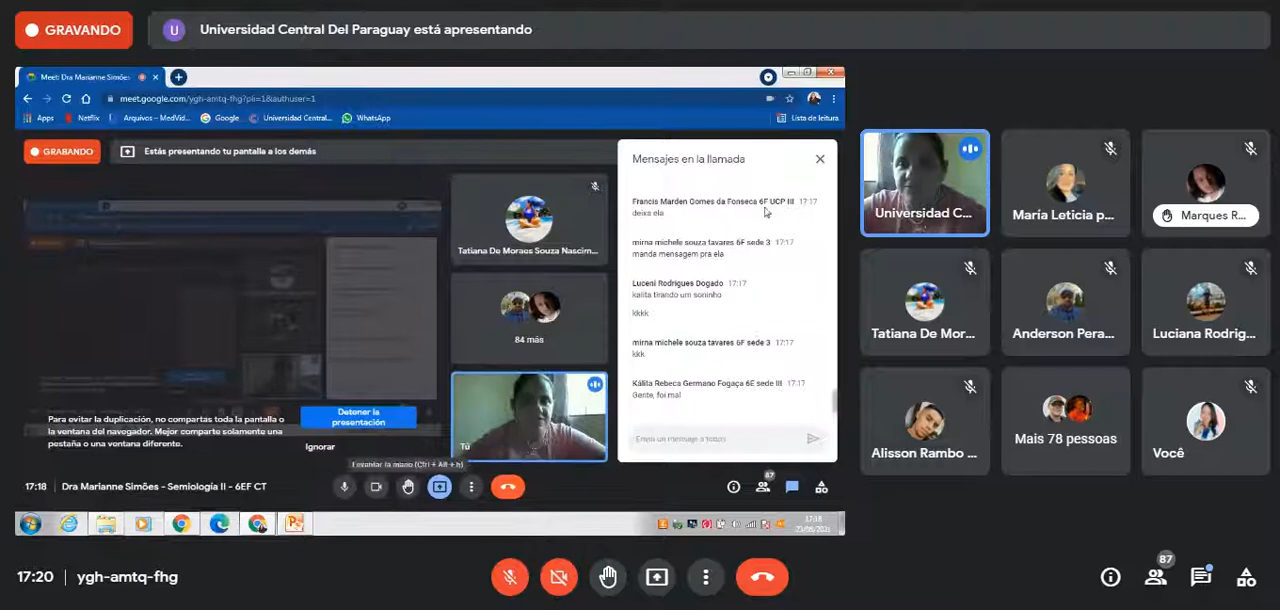 GRAVANDO
U
Universidad Central Del Paraguay está apresentando
Meet: Dra Marianne Simões
meet.google.com/ygh-amtq-fhg?pli=1&authuser=1
Apps
Netflix
Arquivos – MedVid...
Google
Universidad Central...
WhatsApp
Lista de leitura
GRABANDO
Estás presentando tu pantalla a los demás
Mensajes en la llamada
Francis Marden Gomes da Fonseca 6F UCP III 17:17
deixa ela
mirna michele souza tavares 6F sede 3 17:17
manda mensagem pra ela
Luceni Rodrigues Dogado 17:17
kalita tirando um soninho
kkkk
mirna michele souza tavares 6F sede 3 17:17
kkk
Kálita Rebeca Germano Fogaça 6E sede III 17:17
Gente, foi mal
Envía un mensaje a todos
Tatiana De Moraes Souza Nascim...
84 más
Tú
Para evitar la duplicación, no compartas toda la pantalla o
la ventana del navegador. Mejor comparte solamente una
pestaña o una ventana diferente.
Detener la
presentación
Ignorar
Levantar la mano (Ctrl + Alt + h)
17:18
Dra Marianne Simões - Semiología II - 6EF CT
87
17:18
23/08/2021
Universidad C...
María Leticia p...
Marques R...
Tatiana De Mor...
Anderson Pera...
Luciana Rodrig...
Alisson Rambo ...
Mais 78 pessoas
Você
17:20
ygh-amtq-fhg
87